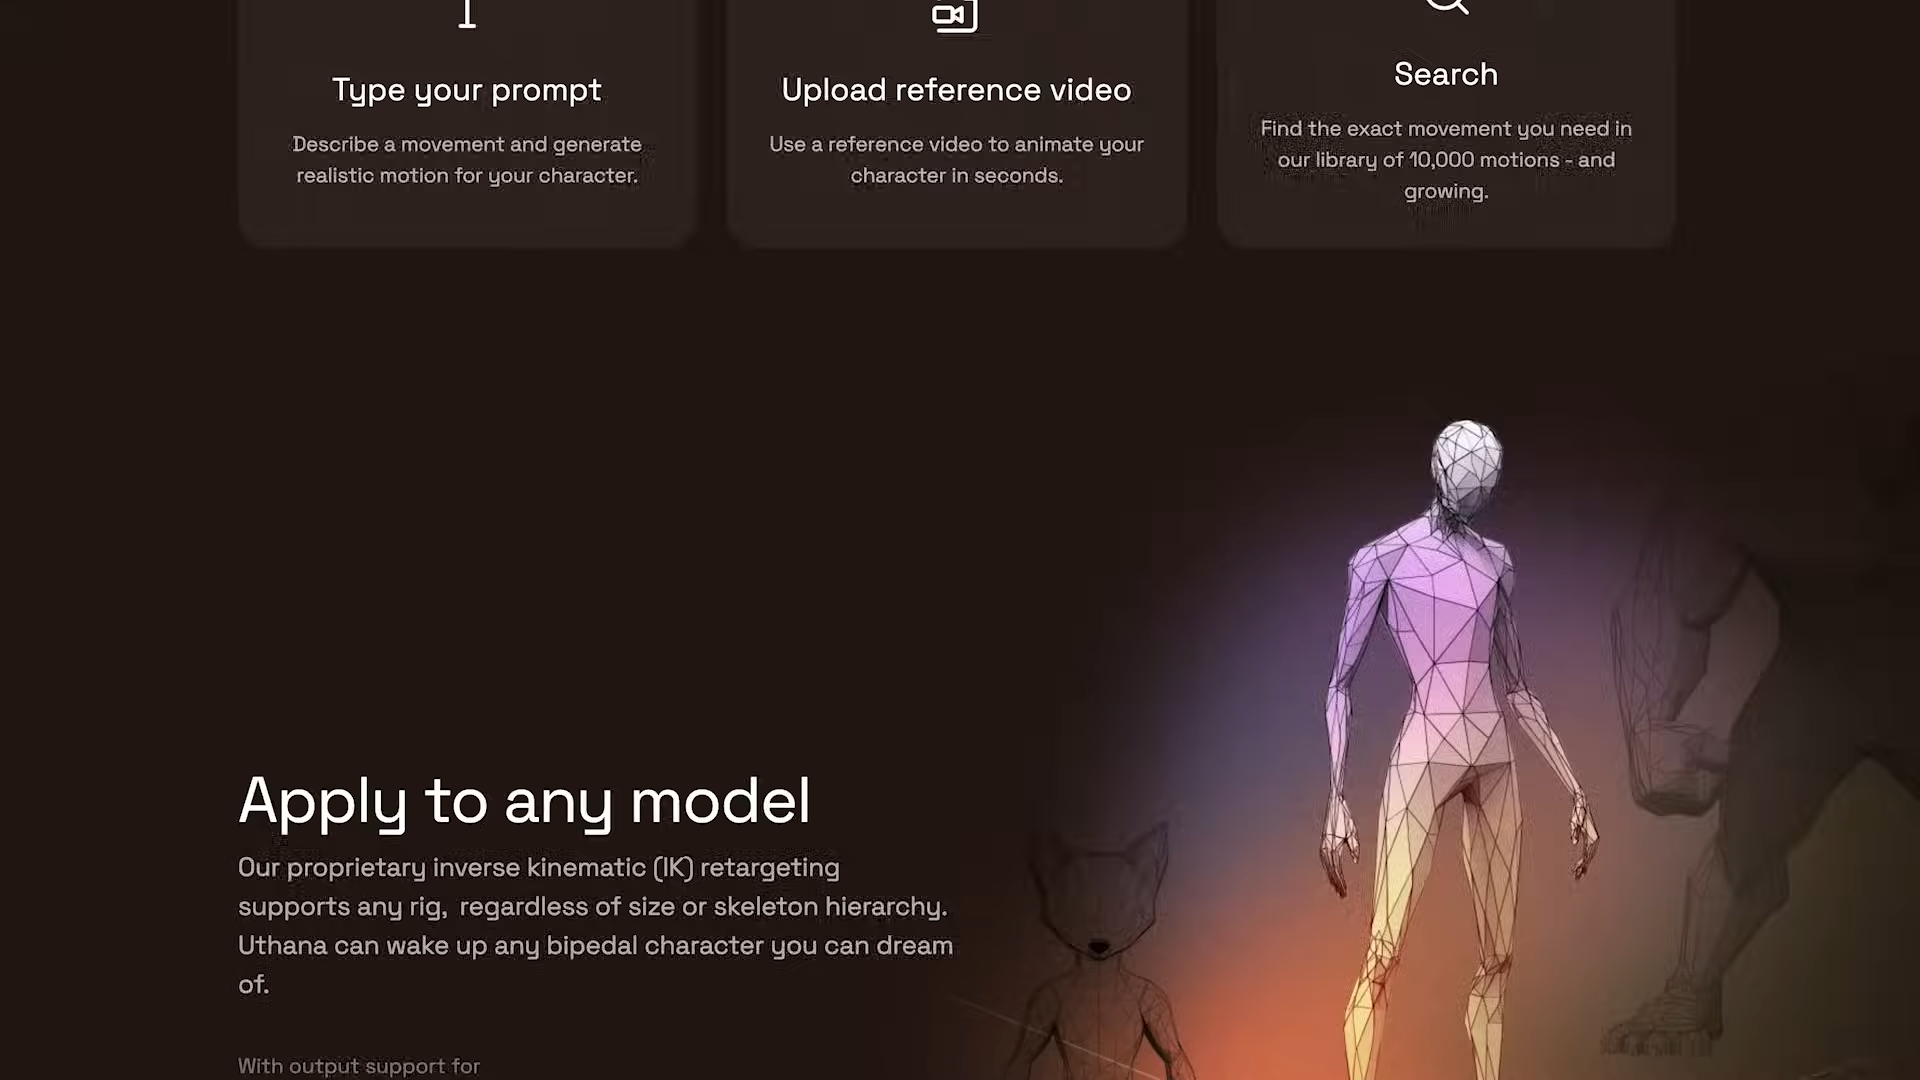 Type your prompt
Describe a movement and generate
realistic motion for your character.
Upload reference video
Use a reference video to animate your
character in seconds.
Search
Find the exact movement you need in
our library of 10,000 motions - and
growing.
Apply to any model
Our proprietary inverse kinematic (IK) retargeting
supports any rig,  regardless of size or skeleton hierarchy.
Uthana can wake up any bipedal character you can dream
of.
With output support for